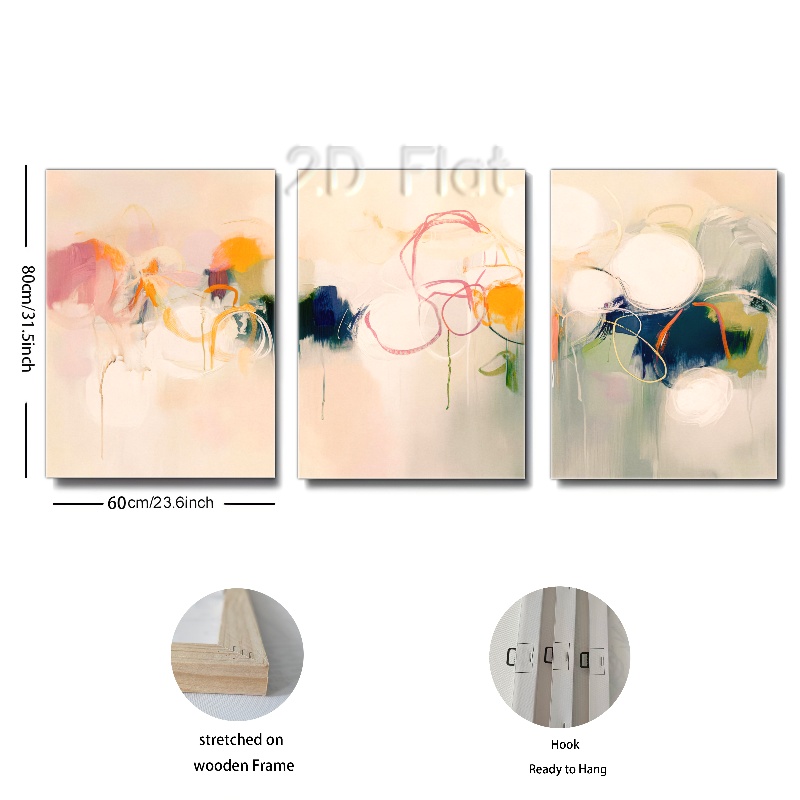 2D Flat
80cm/31.5inch
60cm/23.6inch
stretched on
wooden Frame
Hook
Ready to Hang